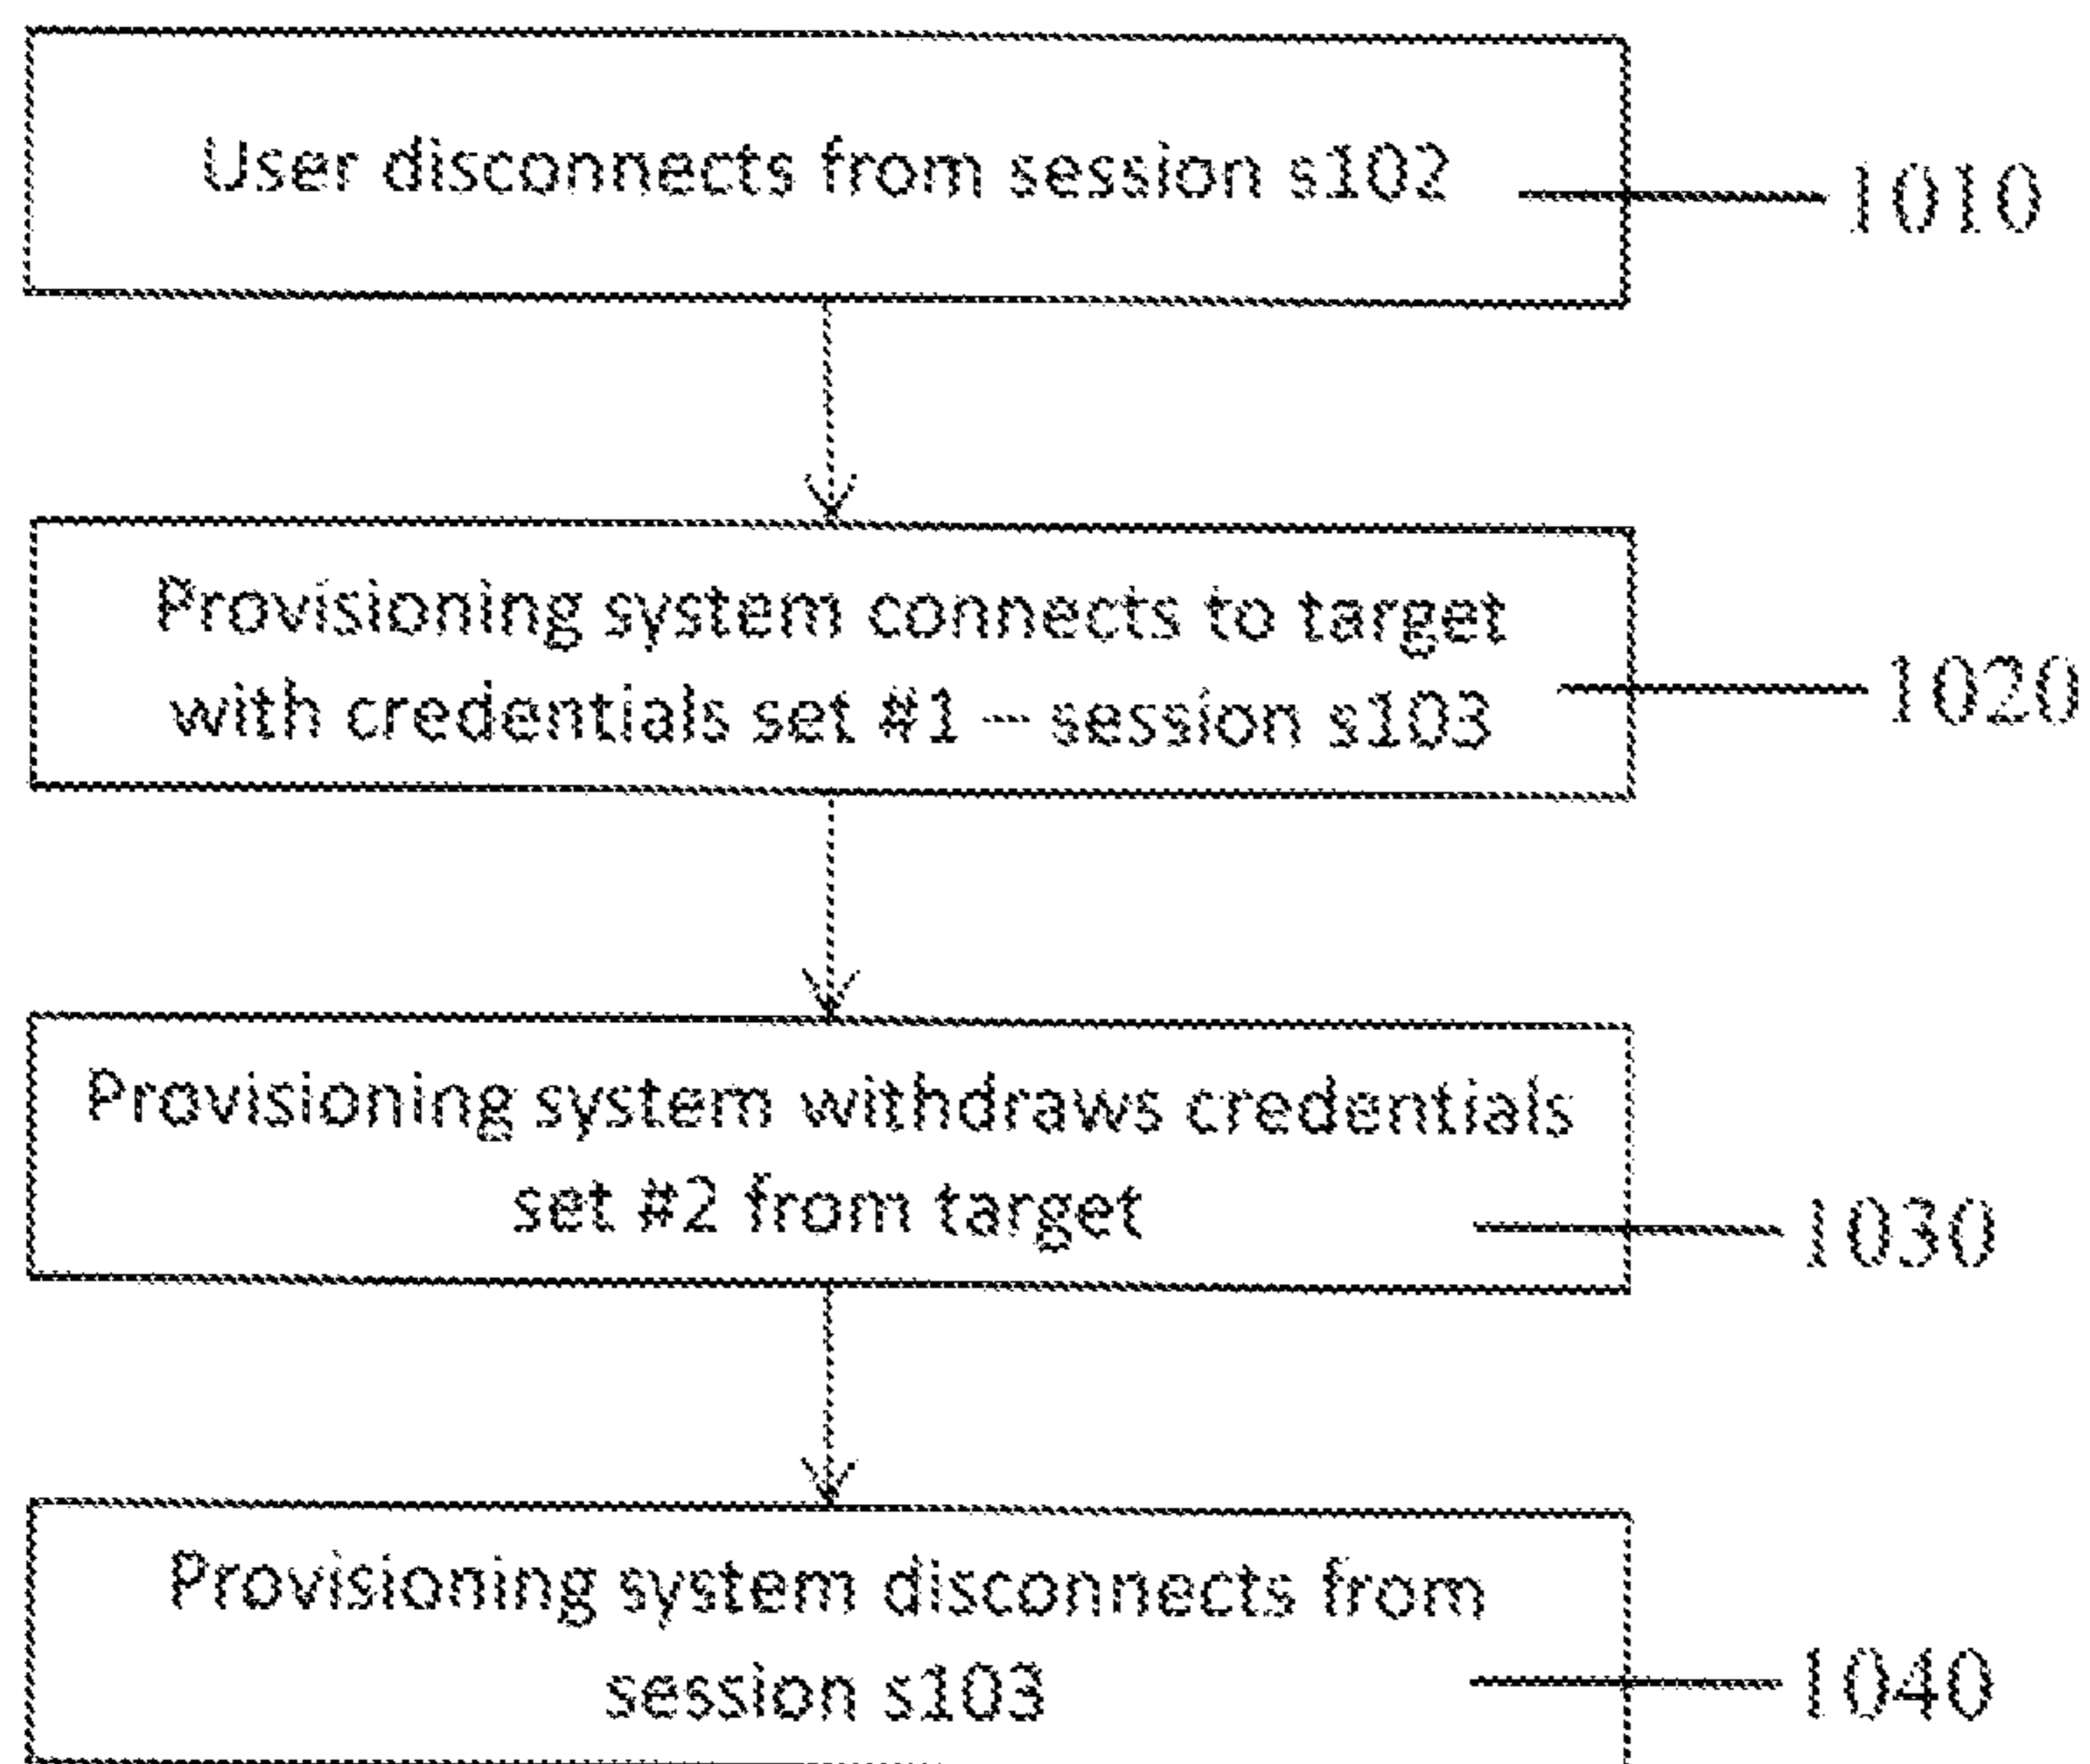 User disconnects from session s102
1010
Provisioning system connects to target
with credentials set #1 – session s103
1020
Provisioning system withdraws credentials
set #2 from target
1030
Provisioning system disconnects from
session s103
1040